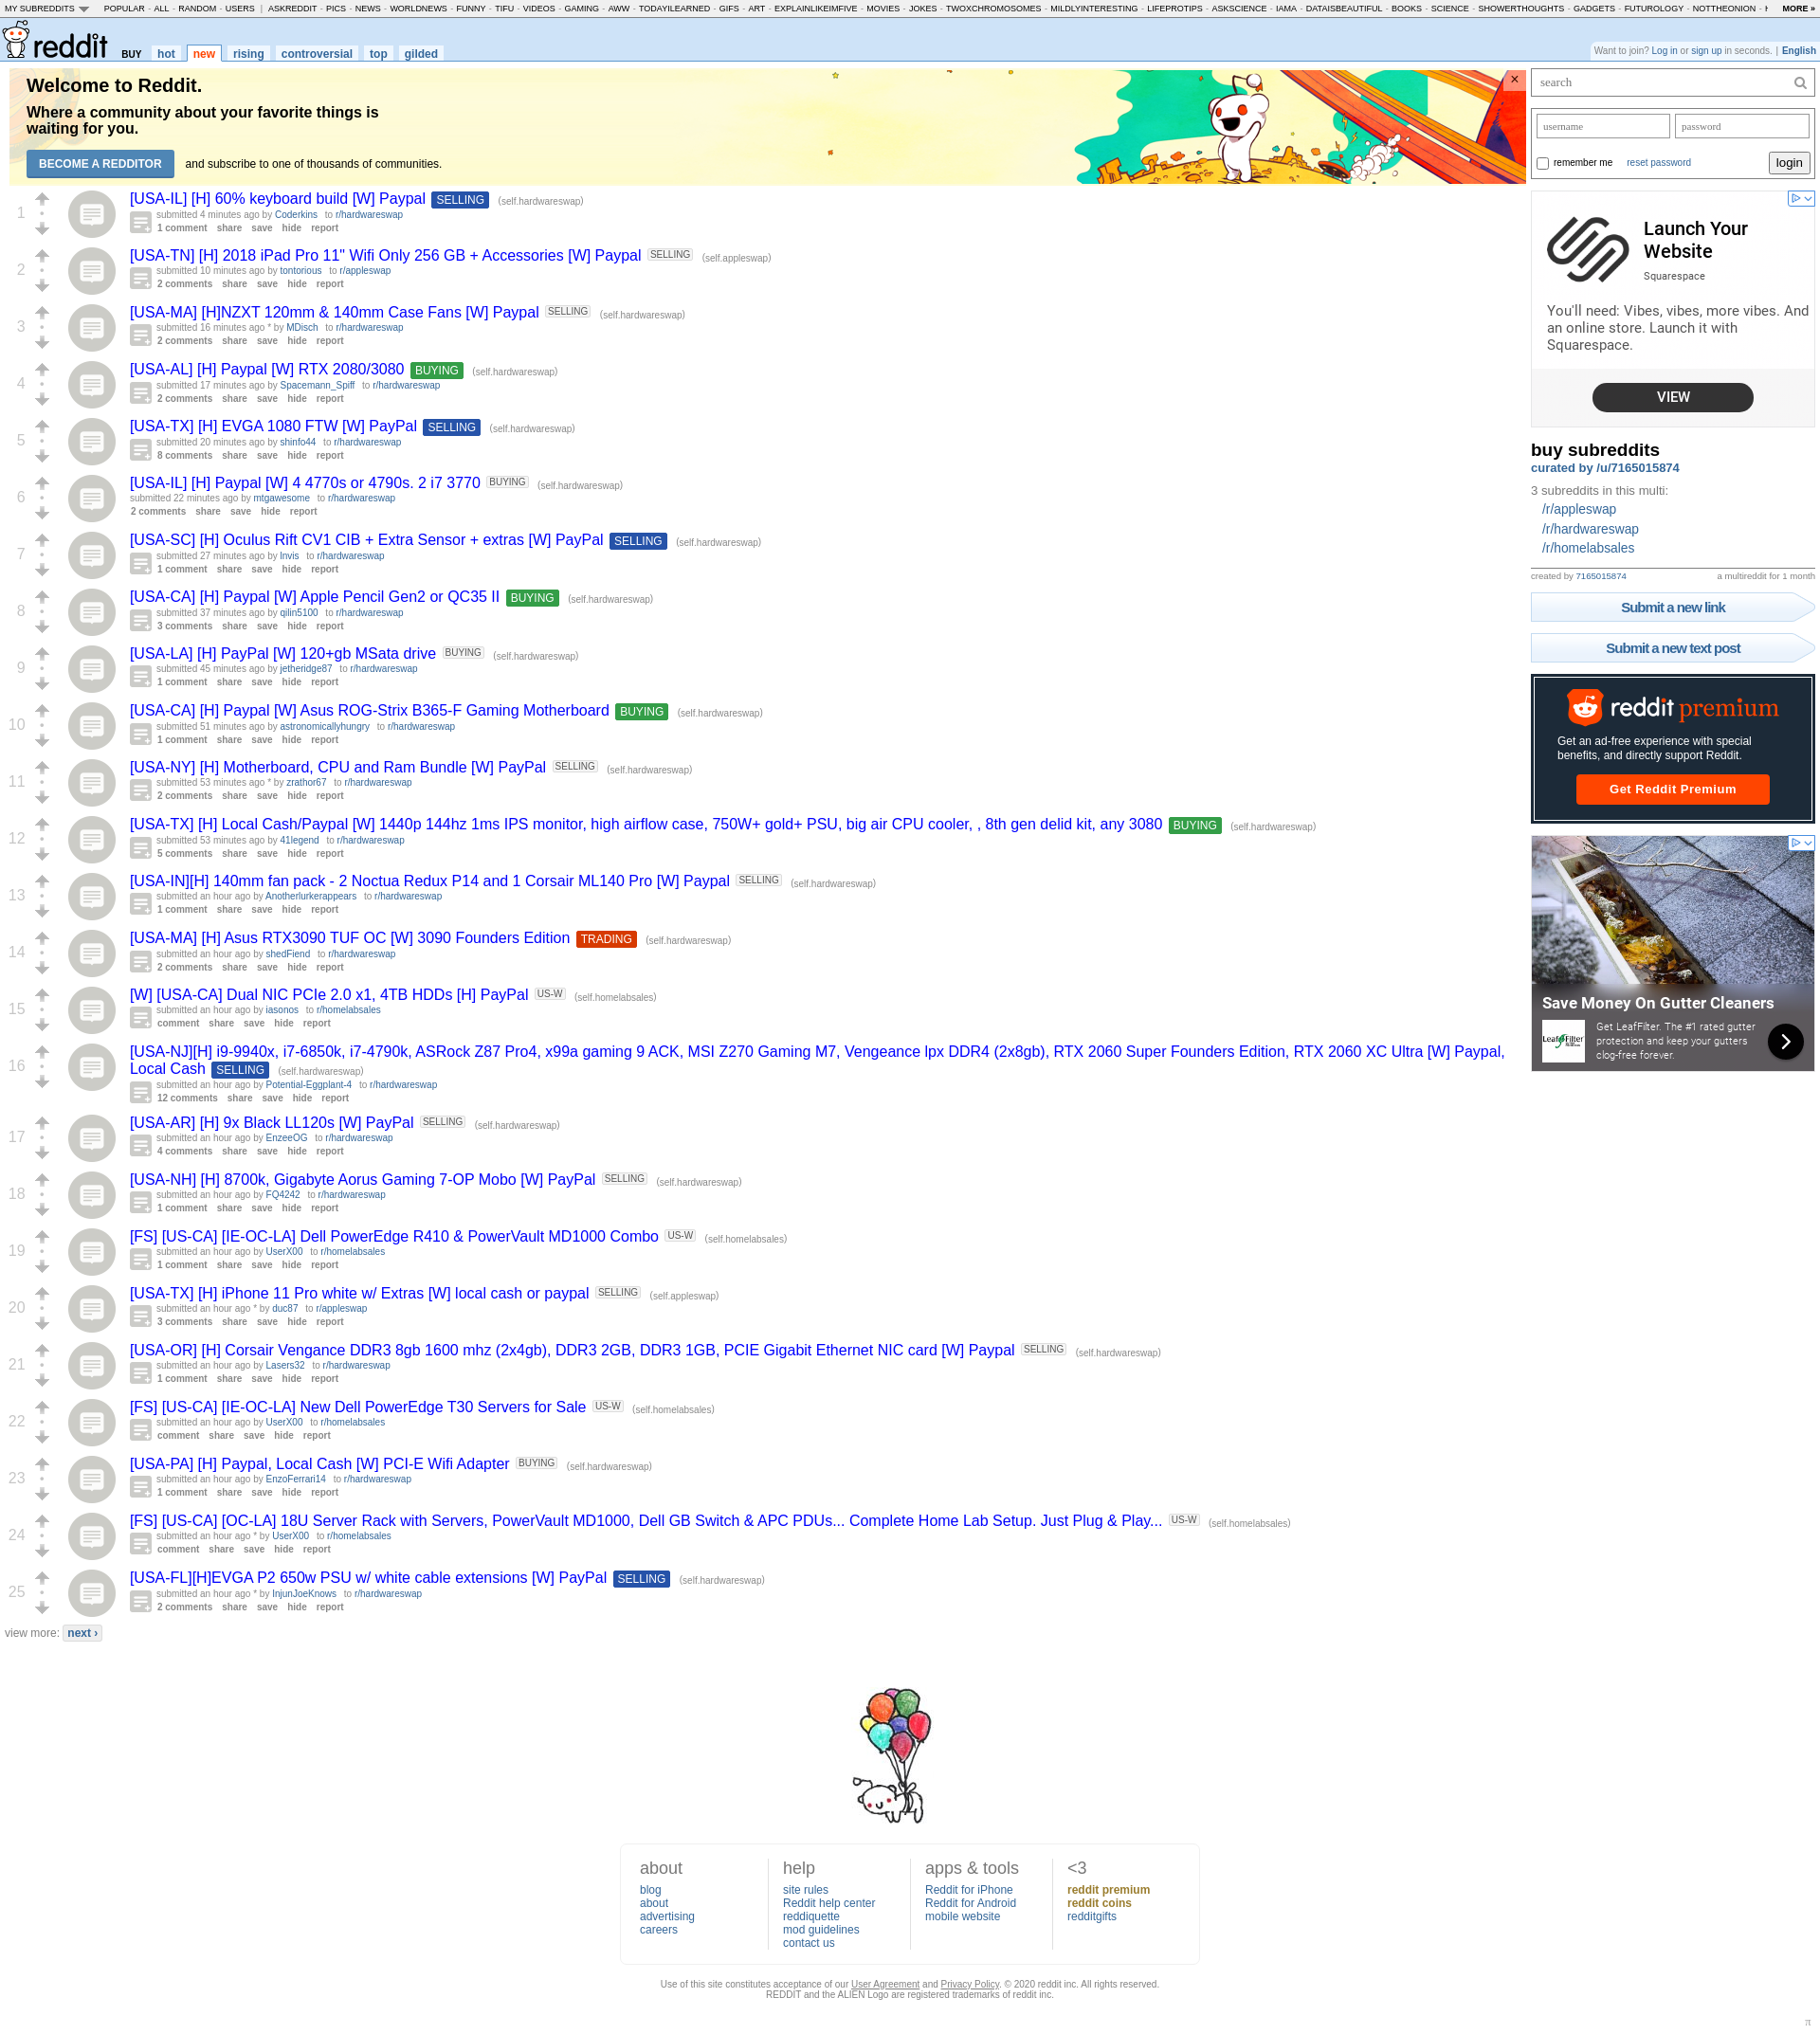 MY SUBREDDITS POPULAR - ALL - RANDOM - USERS | ASKREDDIT - PICS - NEWS - WORLDNEWS - FUNNY - TIFU - VIDEOS - GAMING - AWW - TODAYILEARNED - GIFS - ART - EXPLAINLIKEIMFIVE - MOVIES - JOKES - TWOXCHROMOSOMES - MILDLYINTERESTING - LIFEPROTIPS - ASKSCIENCE - IAMA - DATAISBEAUTIFUL - BOOKS - SCIENCE - SHOWERTHOUGHTS - GADGETS - FUTUROLOGY - NOTTHEONION - MORE »
reddit BUY hot new rising controversial top gilded
Want to join? Log in or sign up in seconds. | English
Welcome to Reddit.
Where a community about your favorite things is
waiting for you.
BECOME A REDDITOR and subscribe to one of thousands of communities.
×
1
[USA-IL] [H] 60% keyboard build [W] Paypal SELLING (self.hardwareswap)
submitted 4 minutes ago by Coderkins to r/hardwareswap
1 comment share save hide report
2
[USA-TN] [H] 2018 iPad Pro 11" Wifi Only 256 GB + Accessories [W] Paypal SELLING (self.appleswap)
submitted 10 minutes ago by tontorious to r/appleswap
2 comments share save hide report
3
[USA-MA] [H]NZXT 120mm & 140mm Case Fans [W] Paypal SELLING (self.hardwareswap)
submitted 16 minutes ago * by MDisch to r/hardwareswap
2 comments share save hide report
4
[USA-AL] [H] Paypal [W] RTX 2080/3080 BUYING (self.hardwareswap)
submitted 17 minutes ago by Spacemann_Spiff to r/hardwareswap
2 comments share save hide report
5
[USA-TX] [H] EVGA 1080 FTW [W] PayPal SELLING (self.hardwareswap)
submitted 20 minutes ago by shinfo44 to r/hardwareswap
8 comments share save hide report
6
[USA-IL] [H] Paypal [W] 4 4770s or 4790s. 2 i7 3770 BUYING (self.hardwareswap)
submitted 22 minutes ago by mtgawesome to r/hardwareswap
2 comments share save hide report
7
[USA-SC] [H] Oculus Rift CV1 CIB + Extra Sensor + extras [W] PayPal SELLING (self.hardwareswap)
submitted 27 minutes ago by lnvis to r/hardwareswap
1 comment share save hide report
8
[USA-CA] [H] Paypal [W] Apple Pencil Gen2 or QC35 II BUYING (self.hardwareswap)
submitted 37 minutes ago by qilin5100 to r/hardwareswap
3 comments share save hide report
9
[USA-LA] [H] PayPal [W] 120+gb MSata drive BUYING (self.hardwareswap)
submitted 45 minutes ago by jetheridge87 to r/hardwareswap
1 comment share save hide report
10
[USA-CA] [H] Paypal [W] Asus ROG-Strix B365-F Gaming Motherboard BUYING (self.hardwareswap)
submitted 51 minutes ago by astronomicallyhungry to r/hardwareswap
1 comment share save hide report
11
[USA-NY] [H] Motherboard, CPU and Ram Bundle [W] PayPal SELLING (self.hardwareswap)
submitted 53 minutes ago * by zrathor67 to r/hardwareswap
2 comments share save hide report
12
[USA-TX] [H] Local Cash/Paypal [W] 1440p 144hz 1ms IPS monitor, high airflow case, 750W+ gold+ PSU, big air CPU cooler, , 8th gen delid kit, any 3080 BUYING (self.hardwareswap)
submitted 53 minutes ago by 41legend to r/hardwareswap
5 comments share save hide report
13
[USA-IN][H] 140mm fan pack - 2 Noctua Redux P14 and 1 Corsair ML140 Pro [W] Paypal SELLING (self.hardwareswap)
submitted an hour ago by Anotherlurkerappears to r/hardwareswap
1 comment share save hide report
14
[USA-MA] [H] Asus RTX3090 TUF OC [W] 3090 Founders Edition TRADING (self.hardwareswap)
submitted an hour ago by shedFiend to r/hardwareswap
2 comments share save hide report
15
[W] [USA-CA] Dual NIC PCIe 2.0 x1, 4TB HDDs [H] PayPal US-W (self.homelabsales)
submitted an hour ago by iasonos to r/homelabsales
comment share save hide report
16
[USA-NJ][H] i9-9940x, i7-6850k, i7-4790k, ASRock Z87 Pro4, x99a gaming 9 ACK, MSI Z270 Gaming M7, Vengeance lpx DDR4 (2x8gb), RTX 2060 Super Founders Edition, RTX 2060 XC Ultra [W] Paypal,
Local Cash SELLING (self.hardwareswap)
submitted an hour ago by Potential-Eggplant-4 to r/hardwareswap
12 comments share save hide report
17
[USA-AR] [H] 9x Black LL120s [W] PayPal SELLING (self.hardwareswap)
submitted an hour ago by EnzeeOG to r/hardwareswap
4 comments share save hide report
18
[USA-NH] [H] 8700k, Gigabyte Aorus Gaming 7-OP Mobo [W] PayPal SELLING (self.hardwareswap)
submitted an hour ago by FQ4242 to r/hardwareswap
1 comment share save hide report
19
[FS] [US-CA] [IE-OC-LA] Dell PowerEdge R410 & PowerVault MD1000 Combo US-W (self.homelabsales)
submitted an hour ago by UserX00 to r/homelabsales
1 comment share save hide report
20
[USA-TX] [H] iPhone 11 Pro white w/ Extras [W] local cash or paypal SELLING (self.appleswap)
submitted an hour ago * by duc87 to r/appleswap
3 comments share save hide report
21
[USA-OR] [H] Corsair Vengance DDR3 8gb 1600 mhz (2x4gb), DDR3 2GB, DDR3 1GB, PCIE Gigabit Ethernet NIC card [W] Paypal SELLING (self.hardwareswap)
submitted an hour ago by Lasers32 to r/hardwareswap
1 comment share save hide report
22
[FS] [US-CA] [IE-OC-LA] New Dell PowerEdge T30 Servers for Sale US-W (self.homelabsales)
submitted an hour ago by UserX00 to r/homelabsales
comment share save hide report
23
[USA-PA] [H] Paypal, Local Cash [W] PCI-E Wifi Adapter BUYING (self.hardwareswap)
submitted an hour ago by EnzoFerrari14 to r/hardwareswap
1 comment share save hide report
24
[FS] [US-CA] [OC-LA] 18U Server Rack with Servers, PowerVault MD1000, Dell GB Switch & APC PDUs... Complete Home Lab Setup. Just Plug & Play... US-W (self.homelabsales)
submitted an hour ago * by UserX00 to r/homelabsales
comment share save hide report
25
[USA-FL][H]EVGA P2 650w PSU w/ white cable extensions [W] PayPal SELLING (self.hardwareswap)
submitted an hour ago * by InjunJoeKnows to r/hardwareswap
2 comments share save hide report
view more: next ›
search
username password
remember me reset password login
Launch Your
Website
Squarespace
You'll need: Vibes, vibes, more vibes. And
an online store. Launch it with
Squarespace.
VIEW
buy subreddits
curated by /u/7165015874
3 subreddits in this multi:
/r/appleswap
/r/hardwareswap
/r/homelabsales
created by 7165015874 a multireddit for 1 month
Submit a new link
Submit a new text post
reddit premium
Get an ad-free experience with special
benefits, and directly support Reddit.
Get Reddit Premium
Save Money On Gutter Cleaners
LeafFilter
Get LeafFilter. The #1 rated gutter
protection and keep your gutters
clog-free forever.
about
blog
about
advertising
careers
help
site rules
Reddit help center
reddiquette
mod guidelines
contact us
apps & tools
Reddit for iPhone
Reddit for Android
mobile website
<3
reddit premium
reddit coins
redditgifts
Use of this site constitutes acceptance of our User Agreement and Privacy Policy. © 2020 reddit inc. All rights reserved.
REDDIT and the ALIEN Logo are registered trademarks of reddit inc.
π